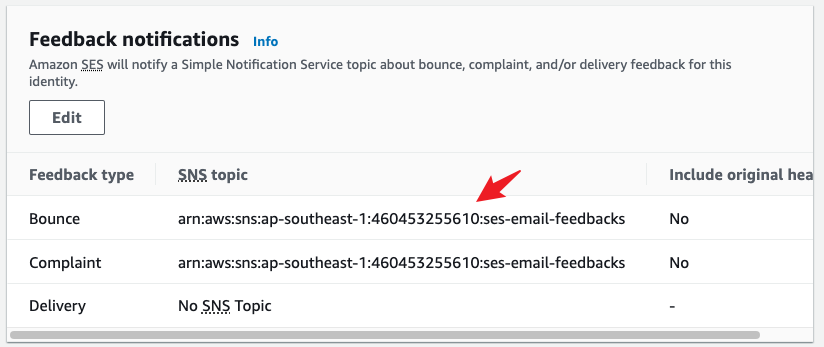 Feedback notifications Info
Amazon SES will notify a Simple Notification Service topic about bounce, complaint, and/or delivery feedback for this
identity.
Edit
Feedback type SNS topic Include original hea
Bounce arn:aws:sns:ap-southeast-1:460453255610:ses-email-feedbacks No
Complaint arn:aws:sns:ap-southeast-1:460453255610:ses-email-feedbacks No
Delivery No SNS Topic -